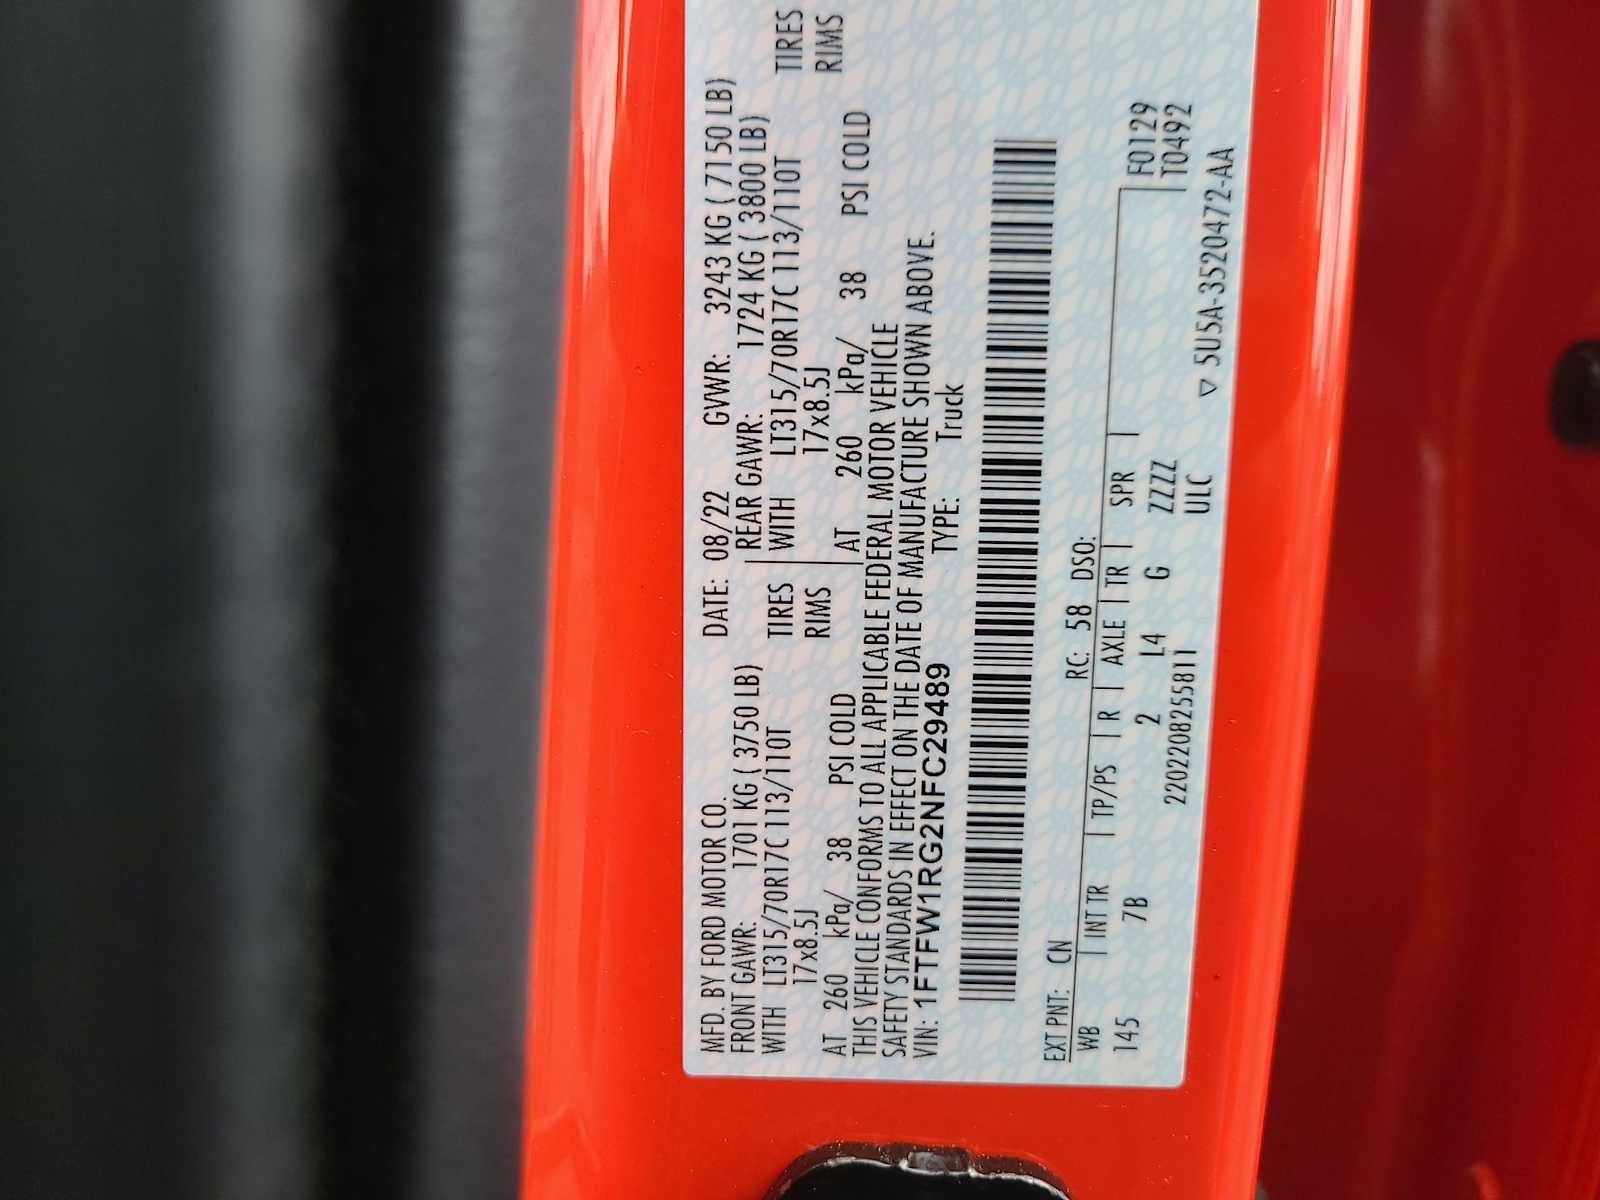 MFD. BY FORD MOTOR CO. DATE: 08/22 GVWR: 3243 KG ( 7150 LB)
FRONT GAWR: 1701 KG ( 3750 LB) REAR GAWR: 1724 KG ( 3800 LB)
WITH LT315/70R17C 113/110T TIRES WITH LT315/70R17C 113/110T TIRES
17x8.5J RIMS 17x8.5J RIMS
AT 260 kPa/ 38 PSI COLD AT 260 kPa/ 38 PSI COLD
THIS VEHICLE CONFORMS TO ALL APPLICABLE FEDERAL MOTOR VEHICLE
SAFETY STANDARDS IN EFFECT ON THE DATE OF MANUFACTURE SHOWN ABOVE.
VIN: 1FTFW1RG2NFC29489 TYPE: Truck
EXT PNT: CN RC: 58 DSO:
WB INT TR TP/PS R AXLE TR SPR F0129
145 7B 2 L4 G ZZZZ T0492
2202208255811 ULC
▽ 5U5A-3520472-AA